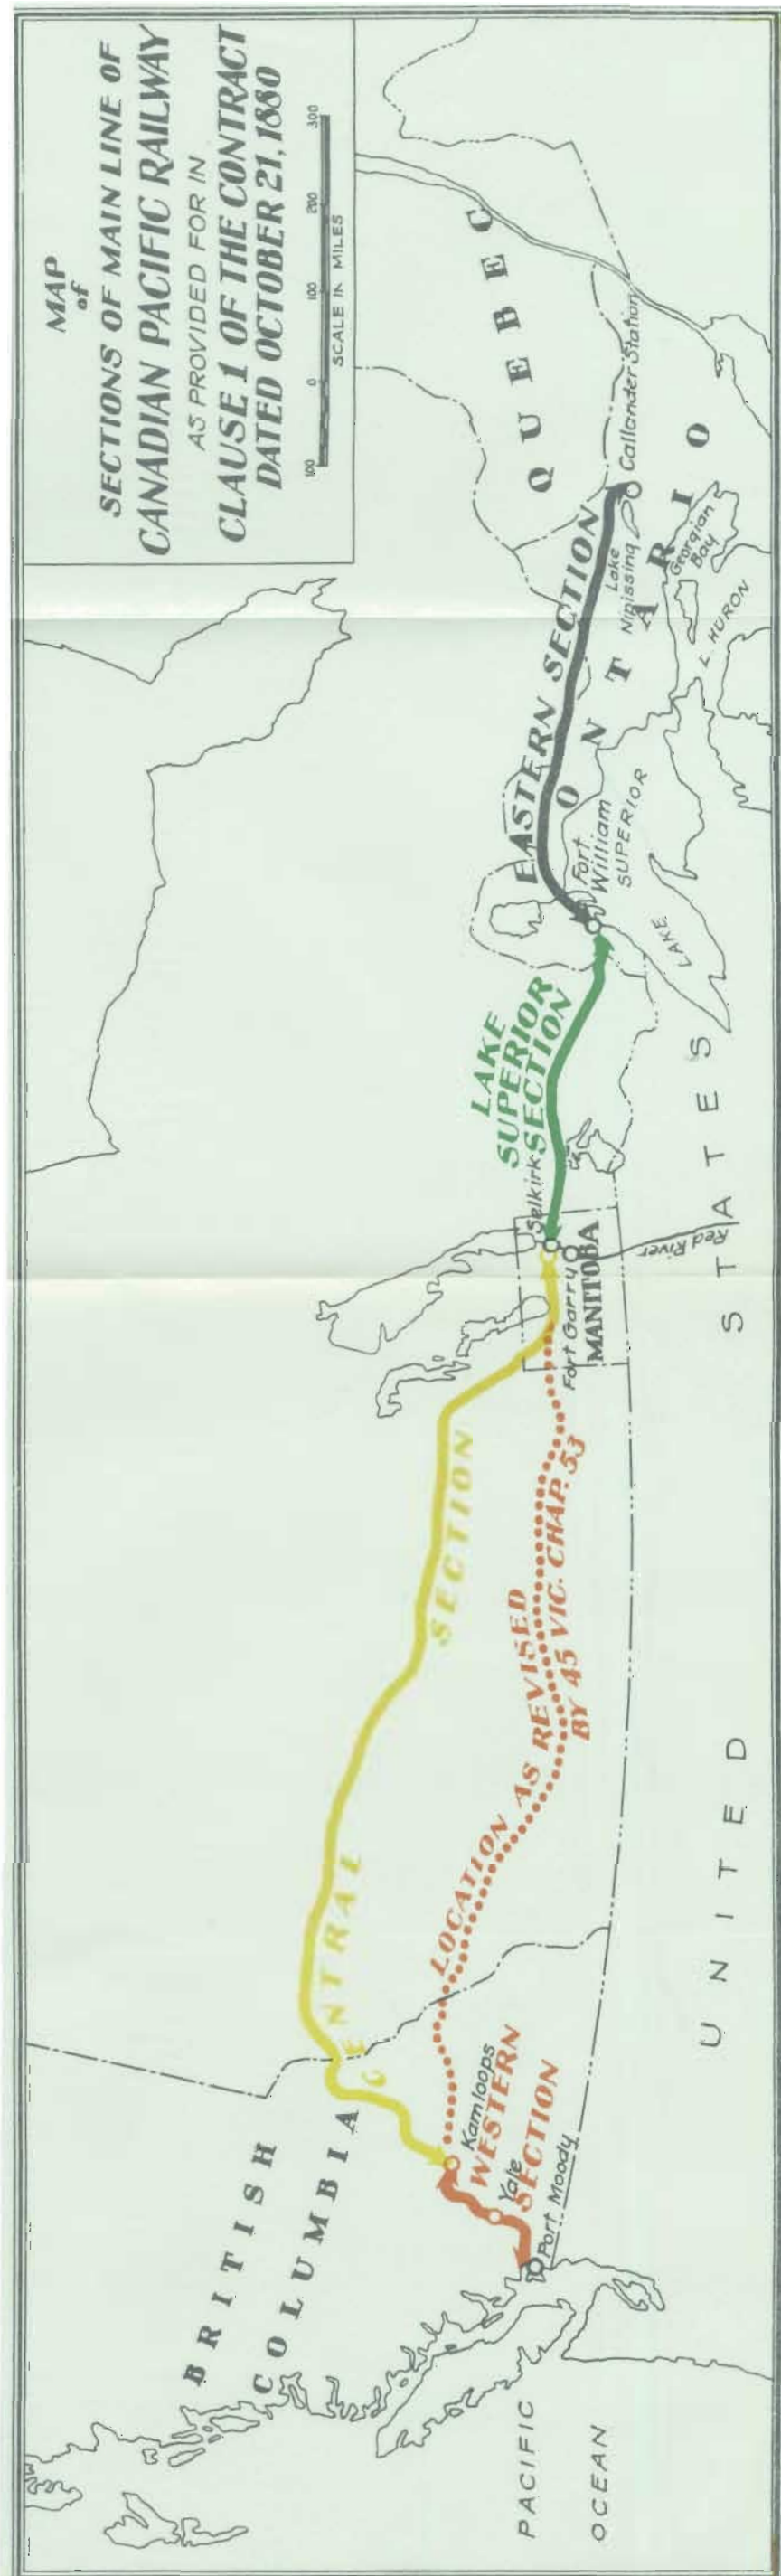 MAP
of
SECTIONS OF MAIN LINE OF
CANADIAN PACIFIC RAILWAY
AS PROVIDED FOR IN
CLAUSE 1 OF THE CONTRACT
DATED OCTOBER 21, 1880
100 0 100 200 300
SCALE IN MILES
BRITISH
COLUMBIA
PACIFIC
OCEAN
Port Moody
Yale
Kamloops
WESTERN
SECTION
CENTRAL
SECTION
LOCATION AS REVISED
BY 45 VIC. CHAP. 53
UNITED
STATES
MANITOBA
Fort Garry
Selkirk
Red River
LAKE
SUPERIOR
SECTION
Fort
William
LAKE
SUPERIOR
EASTERN SECTION
ONTARIO
Lake
Nipissing
Callander Station
Georgian
Bay
L. HURON
QUEBEC